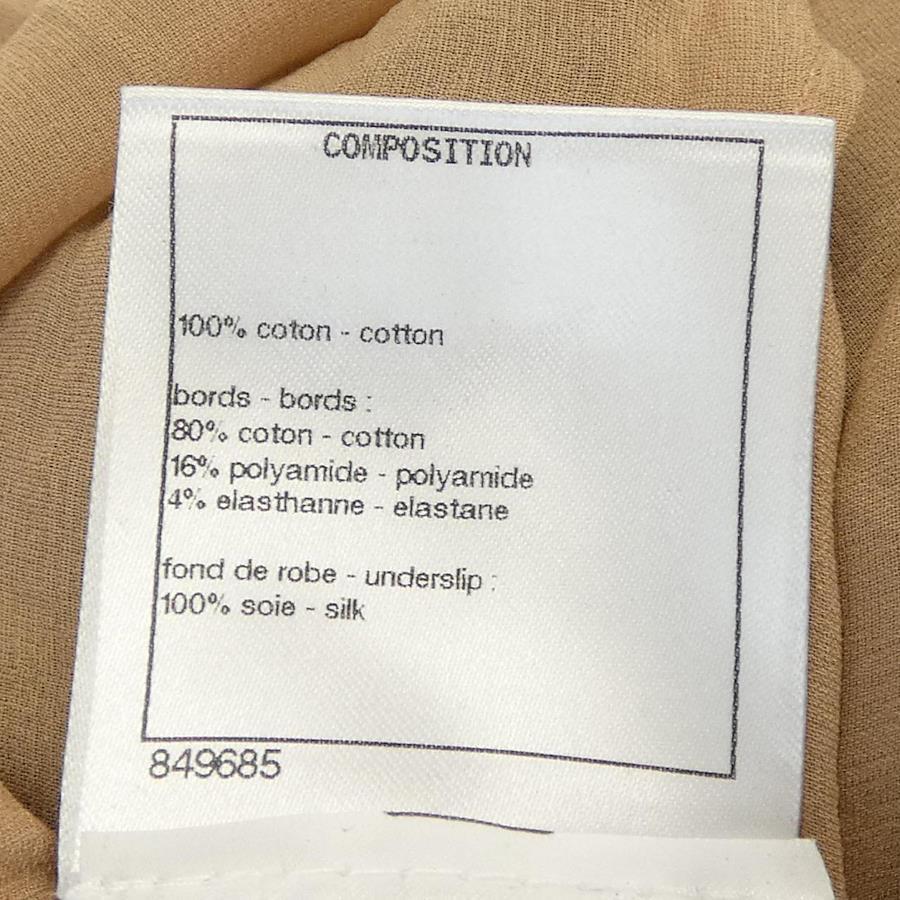 COMPOSITION
100% coton - cotton
bords - bords :
80% coton - cotton
16% polyamide - polyamide
4% elasthanne - elastane
fond de robe - underslip :
100% soie - silk
849685